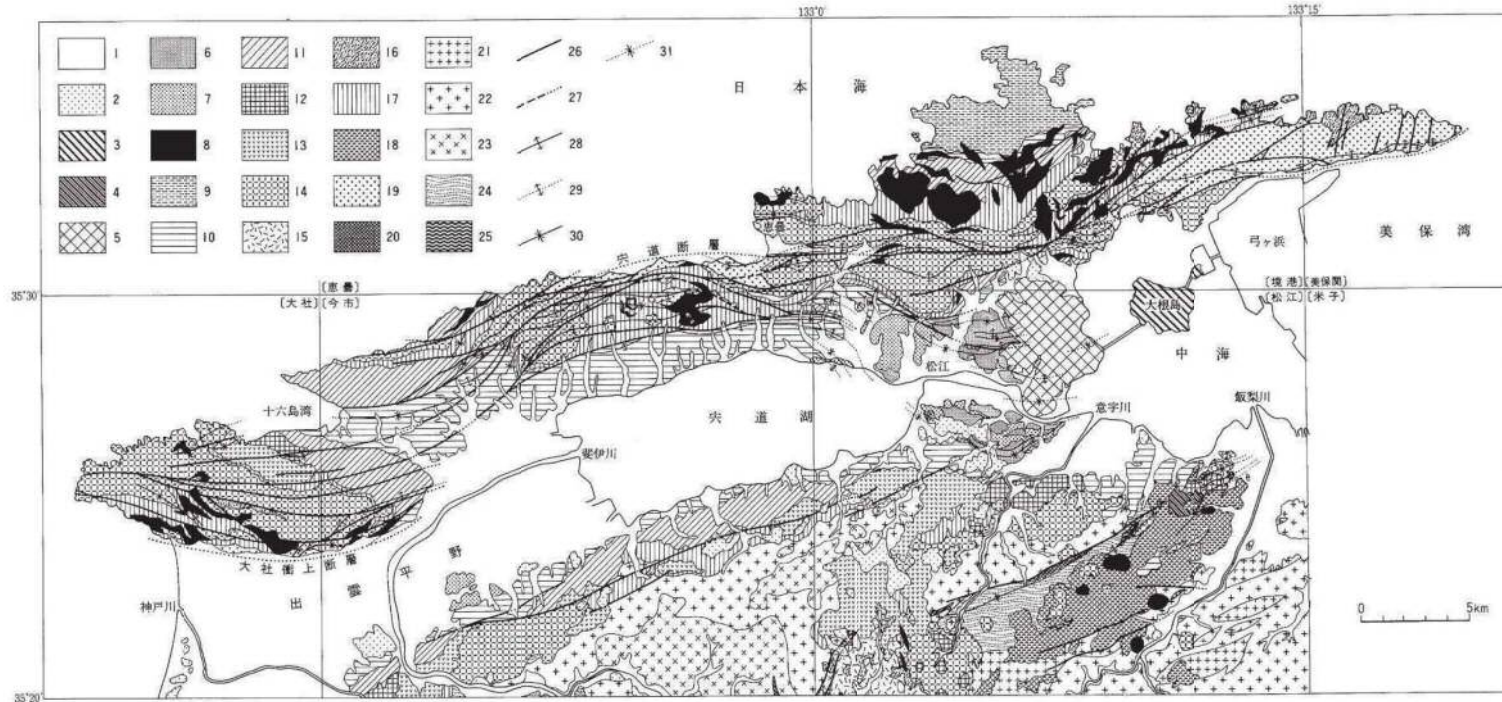 133°0′
133°15′
1 6 11 16 21 26 31
2 7 12 17 22 27
3 8 13 18 23 28
4 9 14 19 24 29
5 10 15 20 25 30
日本海
恵曇
宍道断層
美保湾
弓ヶ浜
35°30′
[恵曇]
[大社][今市]
[境港][美保関]
[松江][米子]
大根島
中海
松江
十六島湾
宍道湖
意宇川
飯梨川
斐伊川
大社衝上断層
出雲平野
神戸川
0 5km
35°20′